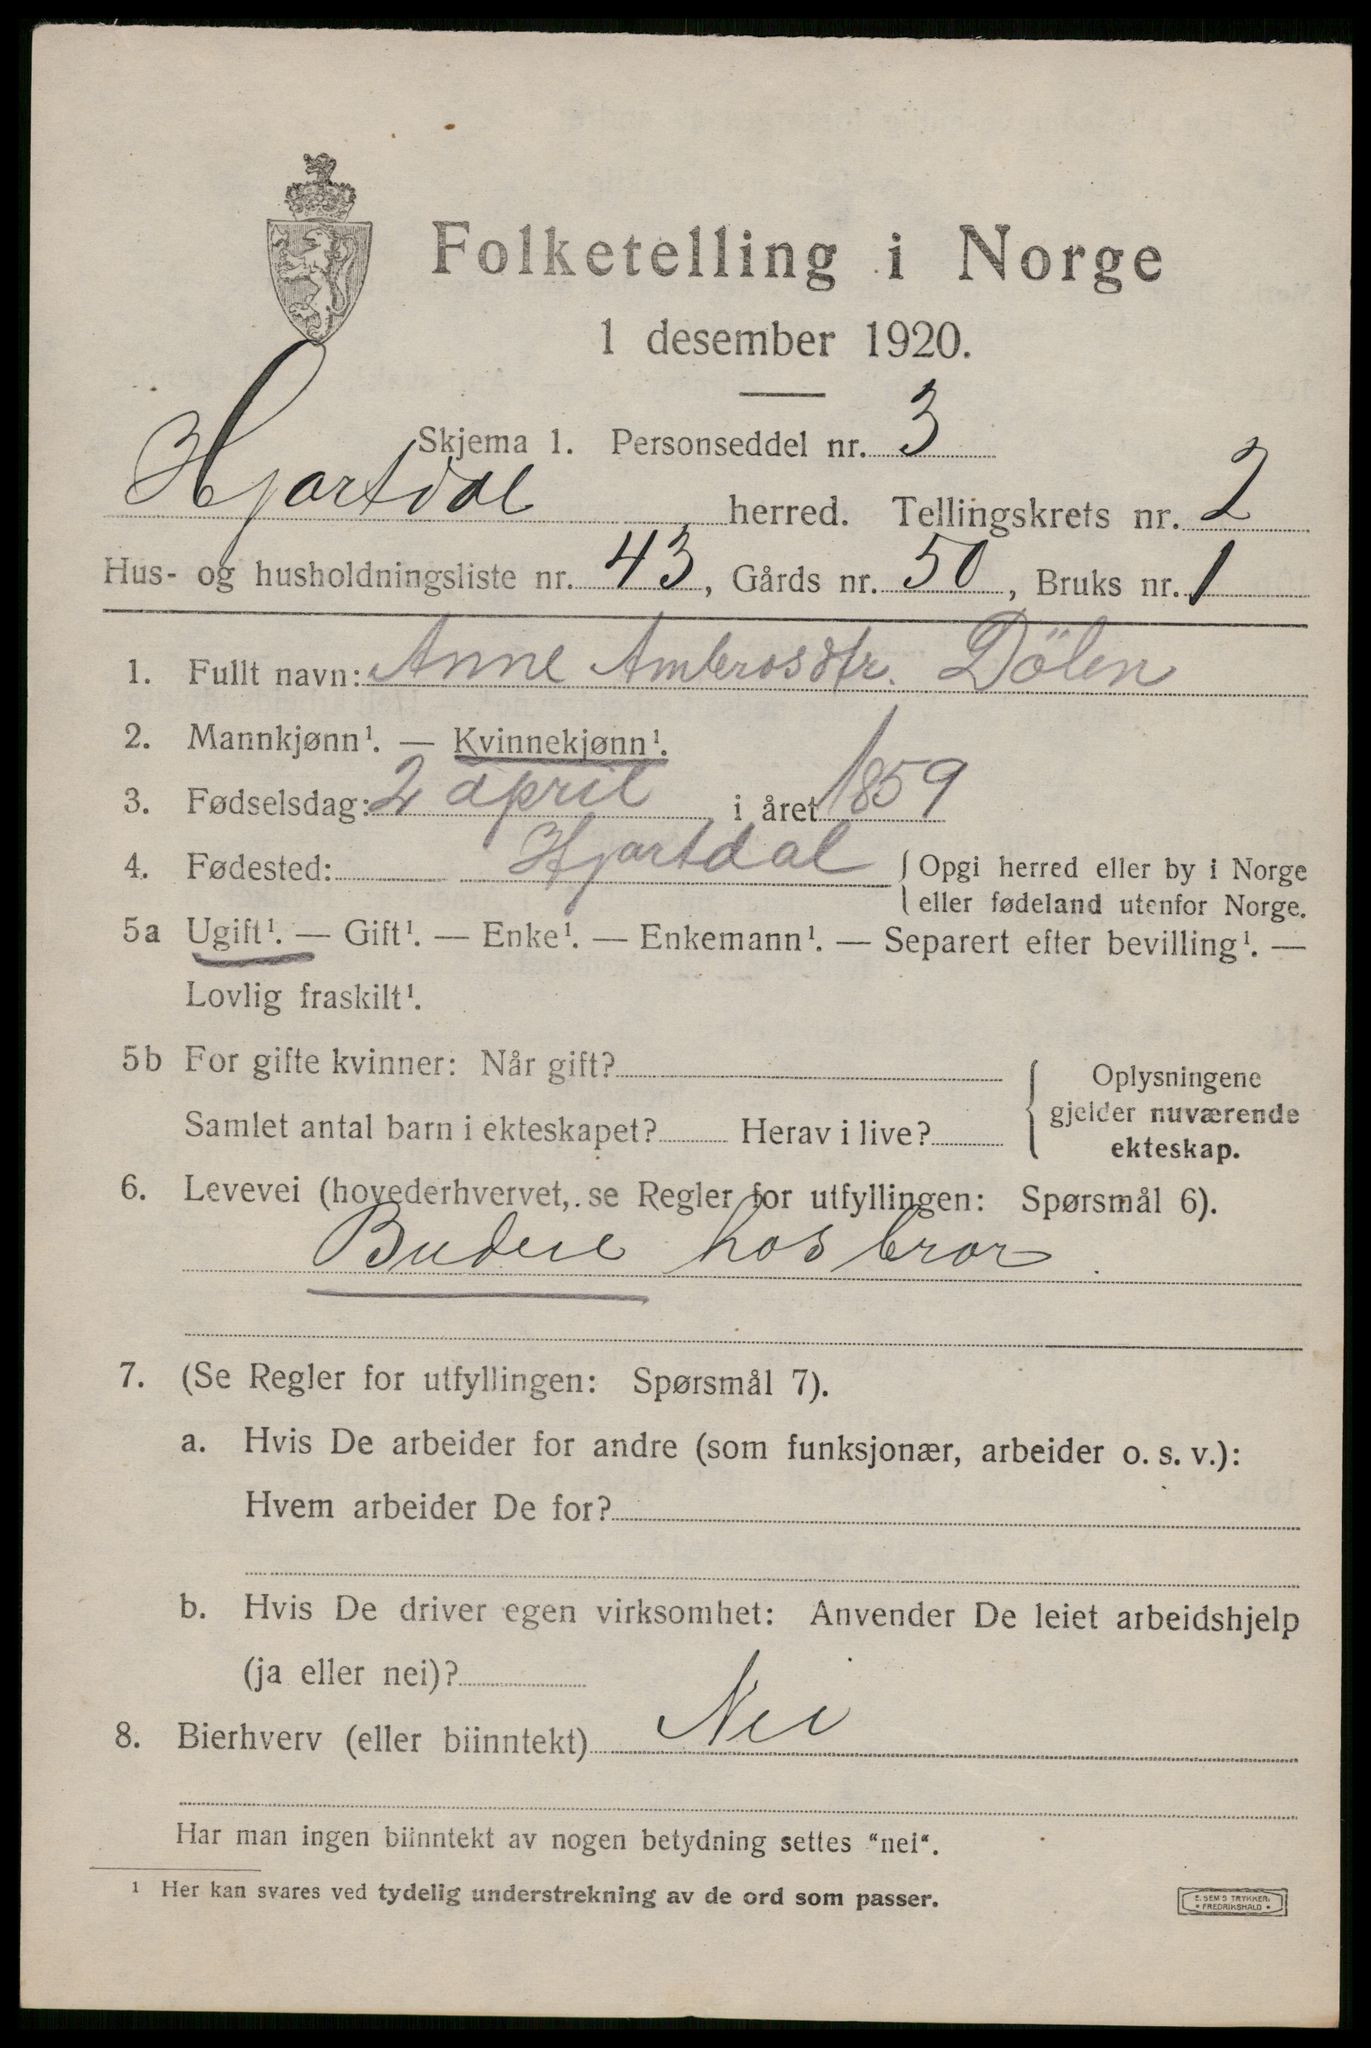 Folketelling i Norge
1 desember 1920.
Skjema 1. Personseddel nr. 3
Hjartdal herred. Tellingskrets nr. 2
Hus- og husholdningsliste nr. 43, Gårds nr. 50, Bruks nr. 1
1. Fullt navn: Anne Ambrosdtr. Dölen
2. Mannkjønn¹. — Kvinnekjønn¹.
3. Fødselsdag: 2 april i året 1859
4. Fødested: Hjartdal { Opgi herred eller by i Norge
eller fødeland utenfor Norge.
5a Ugift¹. — Gift¹. — Enke¹. — Enkemann¹. — Separert efter bevilling¹. —
Lovlig fraskilt¹.
5b For gifte kvinner: Når gift?
Samlet antal barn i ekteskapet? Herav i live?
{ Oplysningene
gjelder nuværende
ekteskap.
6. Levevei (hovederhvervet, se Regler for utfyllingen: Spørsmål 6).
Budeie hos bror
7. (Se Regler for utfyllingen: Spørsmål 7).
a. Hvis De arbeider for andre (som funksjonær, arbeider o. s. v.):
Hvem arbeider De for?
b. Hvis De driver egen virksomhet: Anvender De leiet arbeidshjelp
(ja eller nei)?
8. Bierhverv (eller biinntekt) Nei
Har man ingen biinntekt av nogen betydning settes "nei".
¹ Her kan svares ved tydelig understrekning av de ord som passer.
E. SEM'S TRYKKERI
* FREDRIKSHALD *